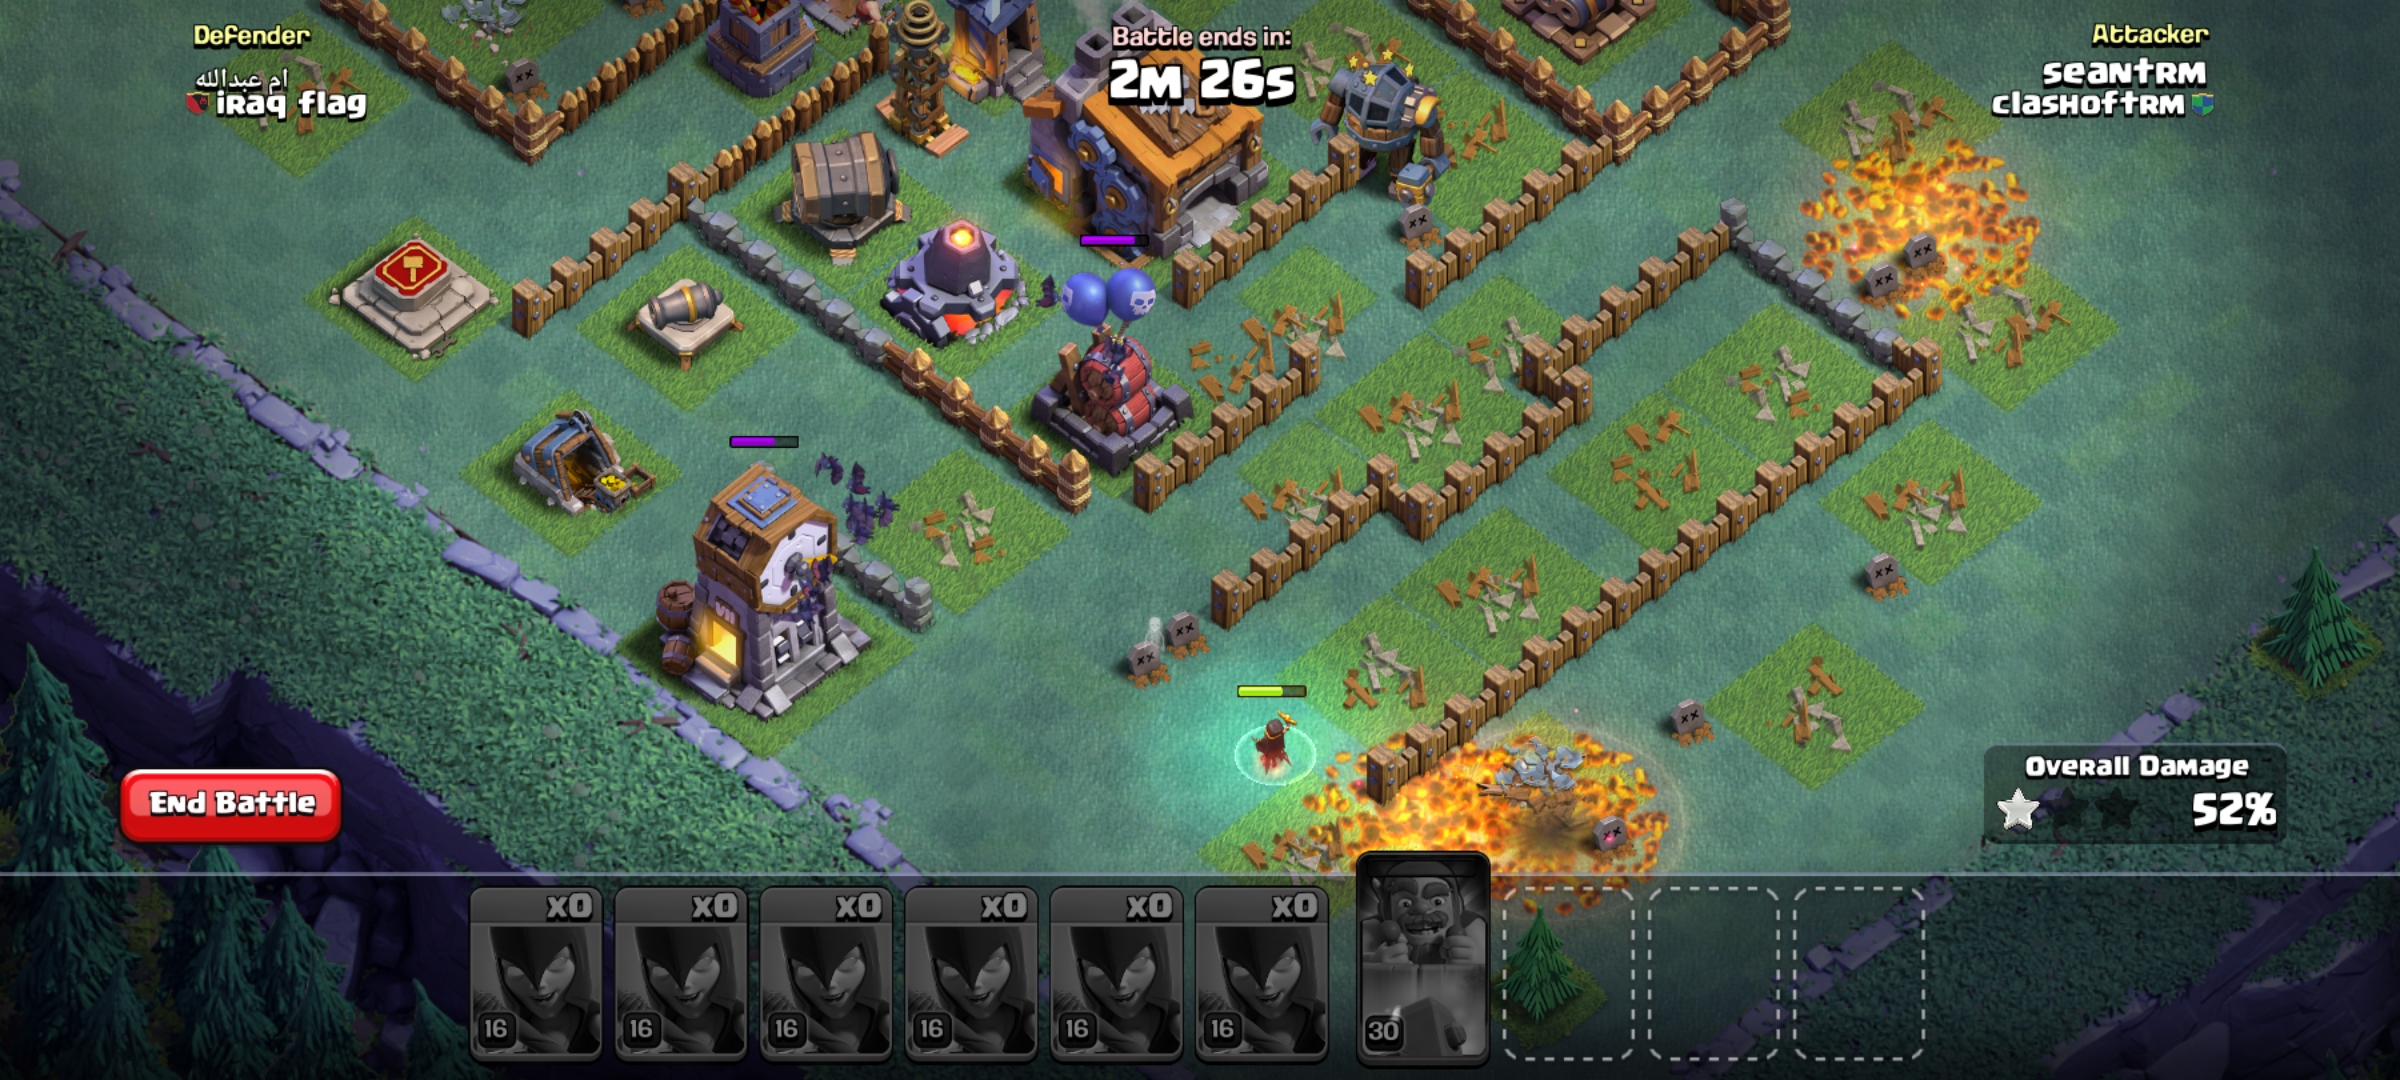 Defender
ام عبدالله
iraq flag
Battle ends in:
2M 26s
Attacker
seantrm
clashoftrm
VII
End Battle
Overall Damage
52%
x0
x0
x0
x0
x0
x0
16
16
16
16
16
16
30